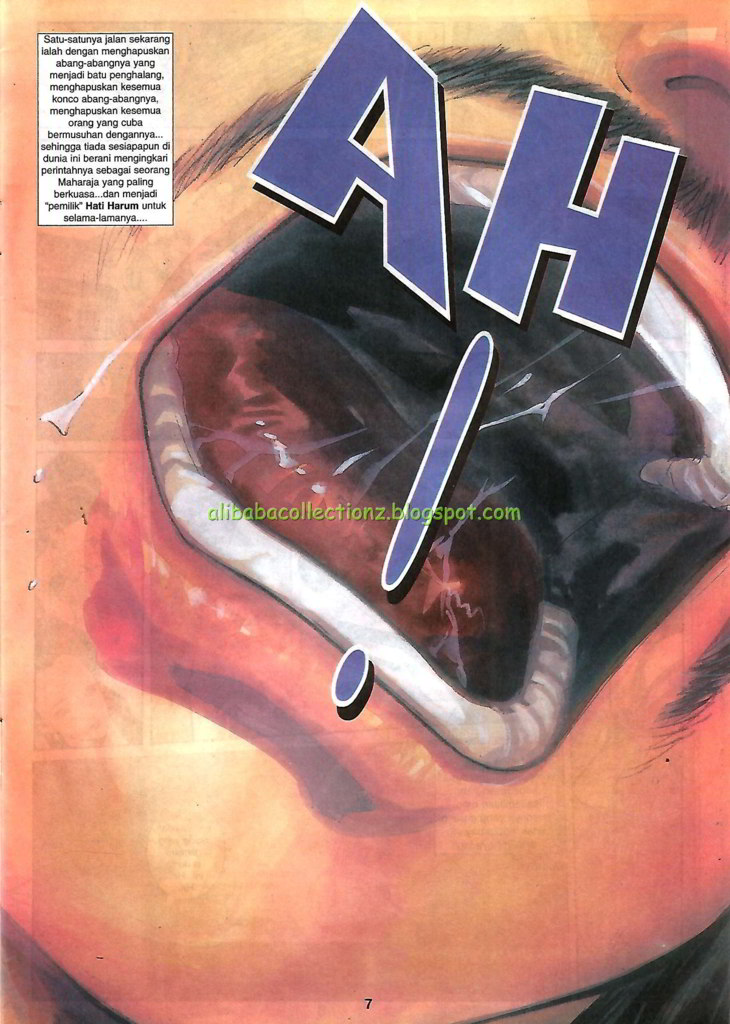 Satu-satunya jalan sekarang
ialah dengan menghapuskan
abang-abangnya yang
menjadi batu penghalang,
menghapuskan kesemua
konco abang-abangnya,
menghapuskan kesemua
orang yang cuba
bermusuhan dengannya...
sehingga tiada sesiapapun di
dunia ini berani mengingkari
perintahnya sebagai seorang
Maharaja yang paling
berkuasa...dan menjadi
"pemilik" Hati Harum untuk
selama-lamanya....
AH!
alibabacollectionz.blogspot.com
7